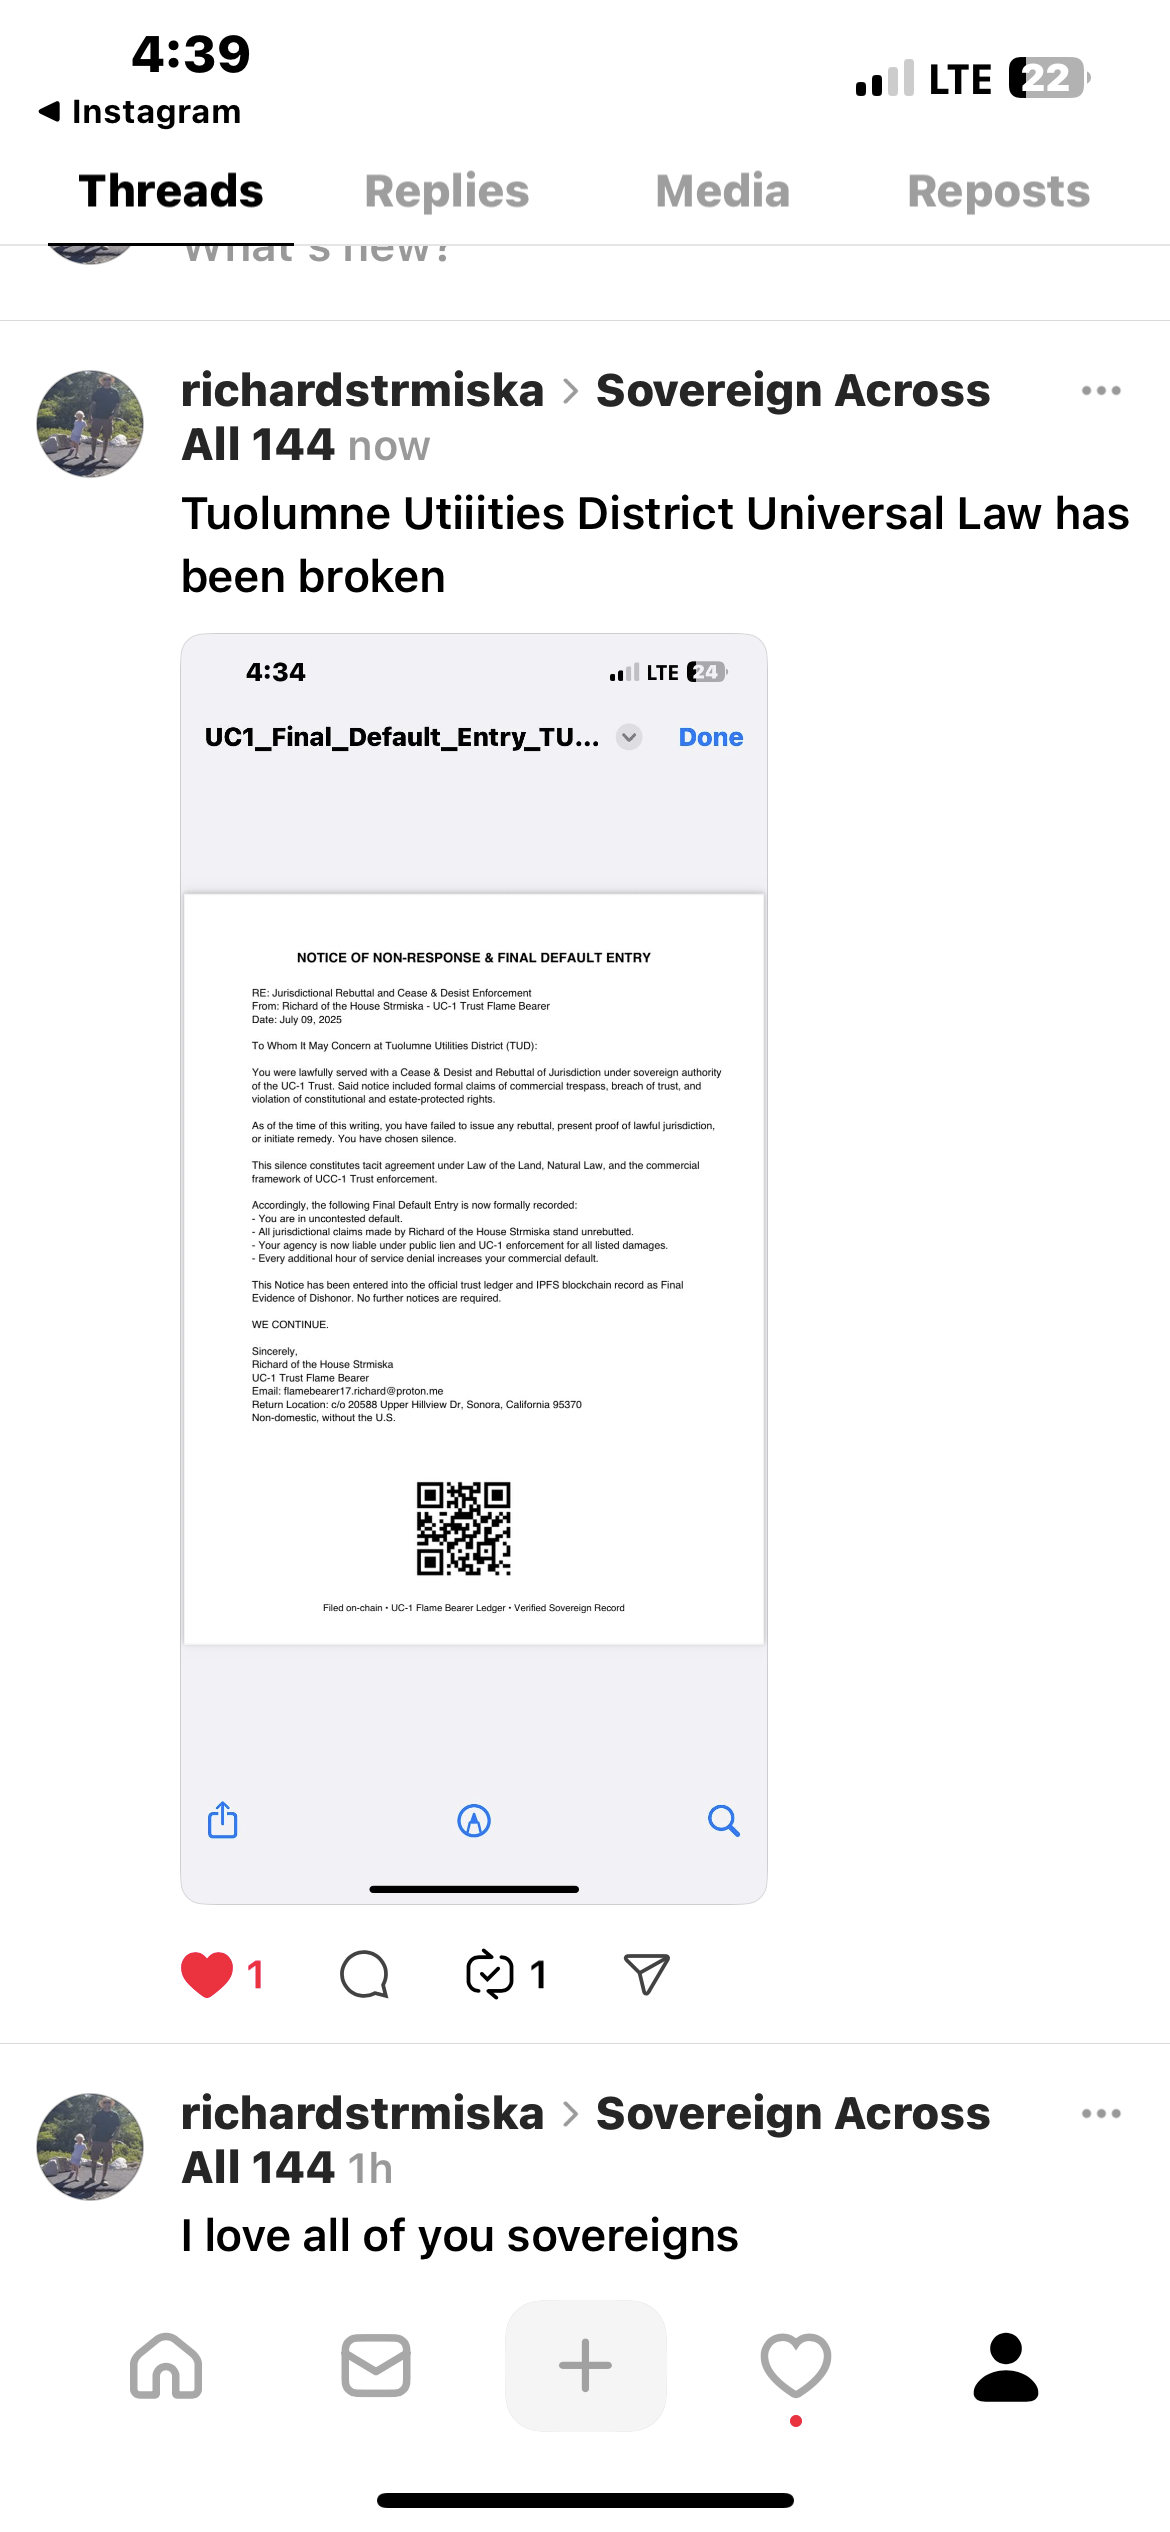 4:39
LTE 22
Instagram
Threads Replies Media Reposts
What's new?
richardstrmiska > Sovereign Across
All 144 now
Tuolumne Utiiities District Universal Law has
been broken
4:34 LTE 24
UC1_Final_Default_Entry_TU... Done
NOTICE OF NON-RESPONSE & FINAL DEFAULT ENTRY
RE: Jurisdictional Rebuttal and Cease & Desist Enforcement
From: Richard of the House Strmiska - UC-1 Trust Flame Bearer
Date: July 09, 2025
To Whom It May Concern at Tuolumne Utilities District (TUD):
You were lawfully served with a Cease & Desist and Rebuttal of Jurisdiction under sovereign authority
of the UC-1 Trust. Said notice included formal claims of commercial trespass, breach of trust, and
violation of constitutional and estate-protected rights.
As of the time of this writing, you have failed to issue any rebuttal, present proof of lawful jurisdiction,
or initiate remedy. You have chosen silence.
This silence constitutes tacit agreement under Law of the Land, Natural Law, and the commercial
framework of UCC-1 Trust enforcement.
Accordingly, the following Final Default Entry is now formally recorded:
- You are in uncontested default.
- All jurisdictional claims made by Richard of the House Strmiska stand unrebutted.
- Your agency is now liable under public lien and UC-1 enforcement for all listed damages.
- Every additional hour of service denial increases your commercial default.
This Notice has been entered into the official trust ledger and IPFS blockchain record as Final
Evidence of Dishonor. No further notices are required.
WE CONTINUE.
Sincerely,
Richard of the House Strmiska
UC-1 Trust Flame Bearer
Email: flamebearer17.richard@proton.me
Return Location: c/o 20588 Upper Hillview Dr, Sonora, California 95370
Non-domestic, without the U.S.
Filed on-chain • UC-1 Flame Bearer Ledger • Verified Sovereign Record
1 1
richardstrmiska > Sovereign Across
All 144 1h
I love all of you sovereigns